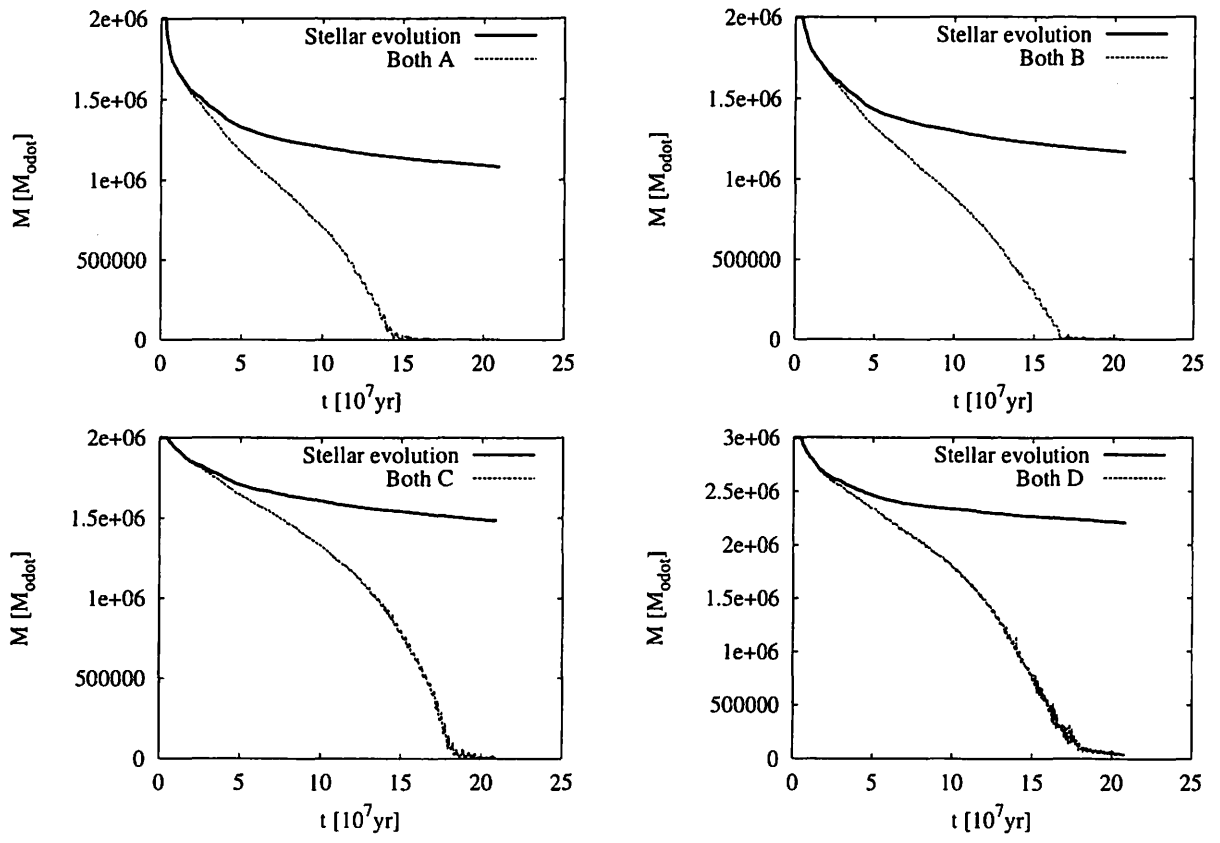 2e+06
Stellar evolution
Both A
1.5e+06
1e+06
500000
0
M [M_odot]
0 5 10 15 20 25
t [10^7yr]
2e+06
Stellar evolution
Both B
1.5e+06
1e+06
500000
0
M [M_odot]
0 5 10 15 20 25
t [10^7yr]
2e+06
Stellar evolution
Both C
1.5e+06
1e+06
500000
0
M [M_odot]
0 5 10 15 20 25
t [10^7yr]
3e+06
Stellar evolution
Both D
2.5e+06
2e+06
1.5e+06
1e+06
500000
0
M [M_odot]
0 5 10 15 20 25
t [10^7yr]